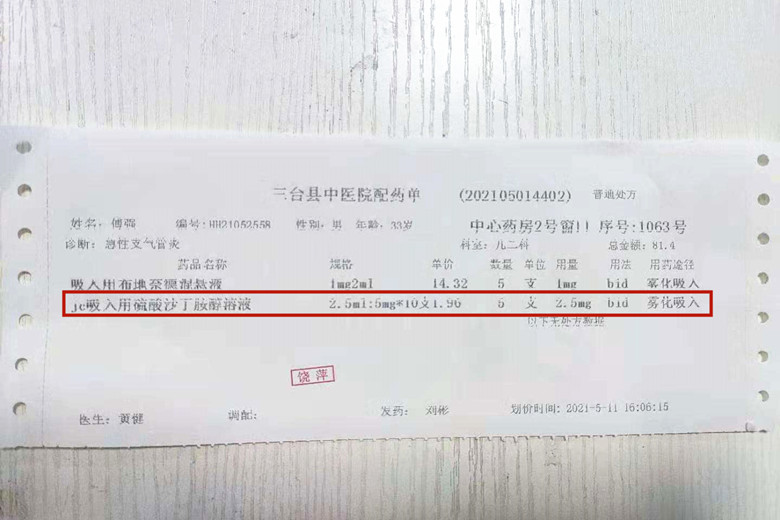 三台县中医院配药单 (202105014402) 普通处方
姓名: 傅强 编号:HH21052558 性别: 男 年龄: 33岁 中心药房2号窗口 序号:1063号
诊断: 急性支气管炎 科室: 儿二科 总金额: 81.4
药品名称 规格 单价 数量 单位 用量 用法 用药途径
吸入用布地奈德混悬液 1mg2ml 14.32 5 支 1mg bid 雾化吸入
jc吸入用硫酸沙丁胺醇溶液 2.5ml:5mg*10支1.96 5 支 2.5mg bid 雾化吸入
以下无处方数据
饶萍
医生: 黄健 调配: 发药: 刘彬 划价时间: 2021-5-11 16:06:15